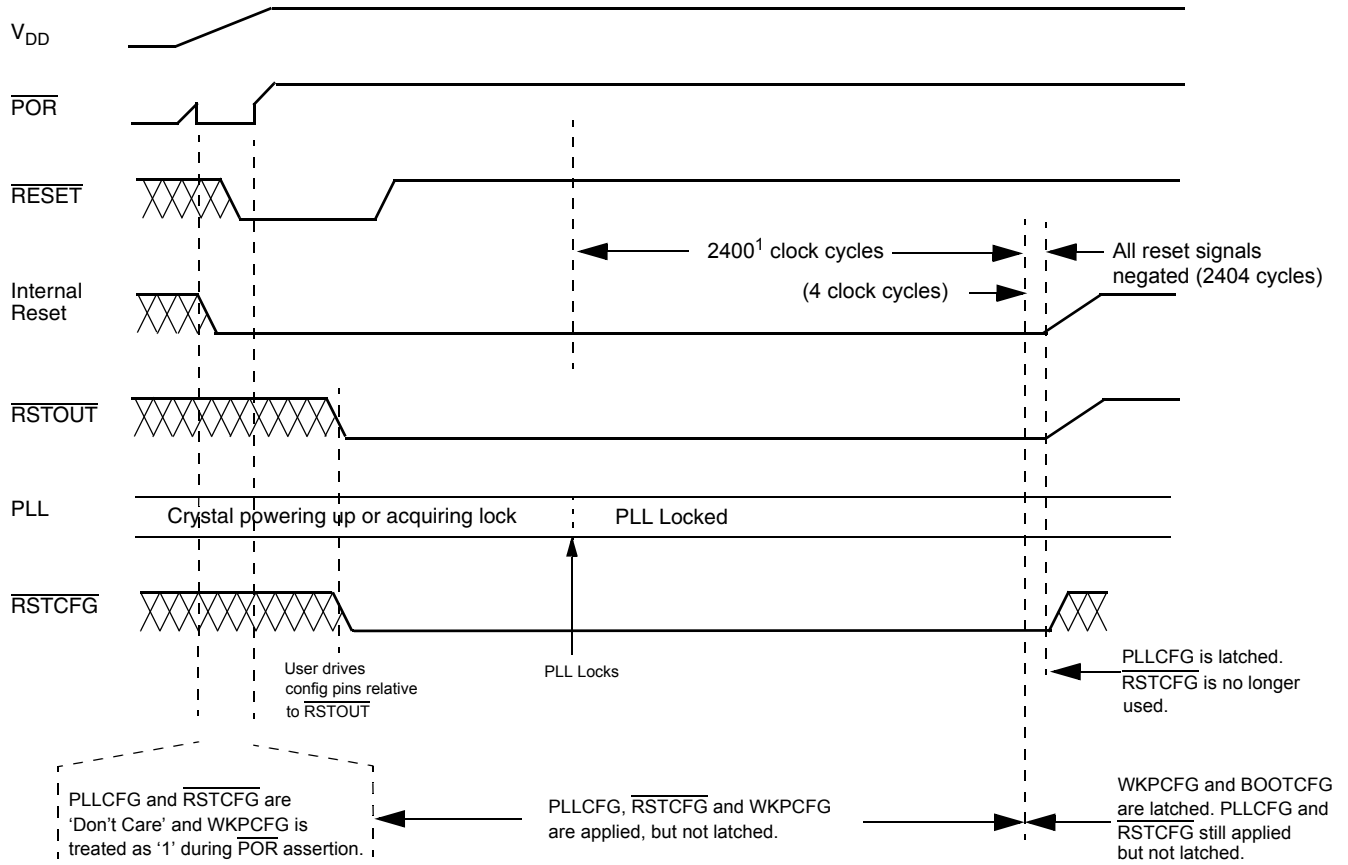 VDD
POR
RESET
2400¹ clock cycles
All reset signals
negated (2404 cycles)
(4 clock cycles)
Internal
Reset
RSTOUT
PLL
Crystal powering up or acquiring lock
PLL Locked
RSTCFG
User drives
config pins relative
to RSTOUT
PLL Locks
PLLCFG is latched.
RSTCFG is no longer
used.
PLLCFG and RSTCFG are
‘Don’t Care’ and WKPCFG is
treated as ‘1’ during POR assertion.
PLLCFG, RSTCFG and WKPCFG
are applied, but not latched.
WKPCFG and BOOTCFG
are latched. PLLCFG and
RSTCFG still applied
but not latched.